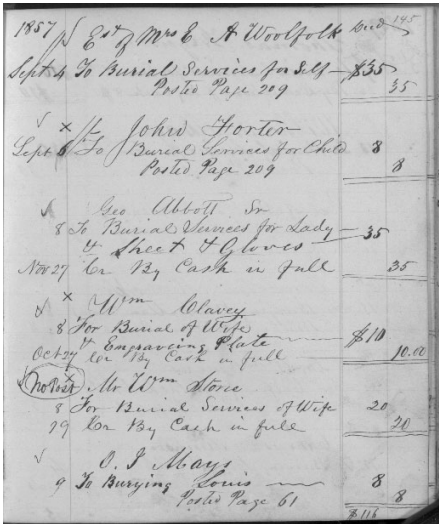 1857 Est of Mrs E A Woolfolk 145
Sept 4 To Burial Services for Self $35
Posted Page 209 35
✓ × John Forter
Sept 6 To Burial Services for Child 8
Posted Page 209 8
✓ Geo Abbott Sr
8 To Burial Services for Lady
& Sheet & Gloves 35
Nov 27 Cr By Cash in full 35
✓ × Wm Clavey
8 For Burial of Wife
& Engraveing Plate $10
Oct 27 Cr By Cash in full 10.00
✓ No Post Mr Wm Stone
8 For Burial Services of Wife 20
29 Cr By Cash in full 20
✓ O. J Mays
9 To Burying Louis 8
Posted Page 61 8
$116